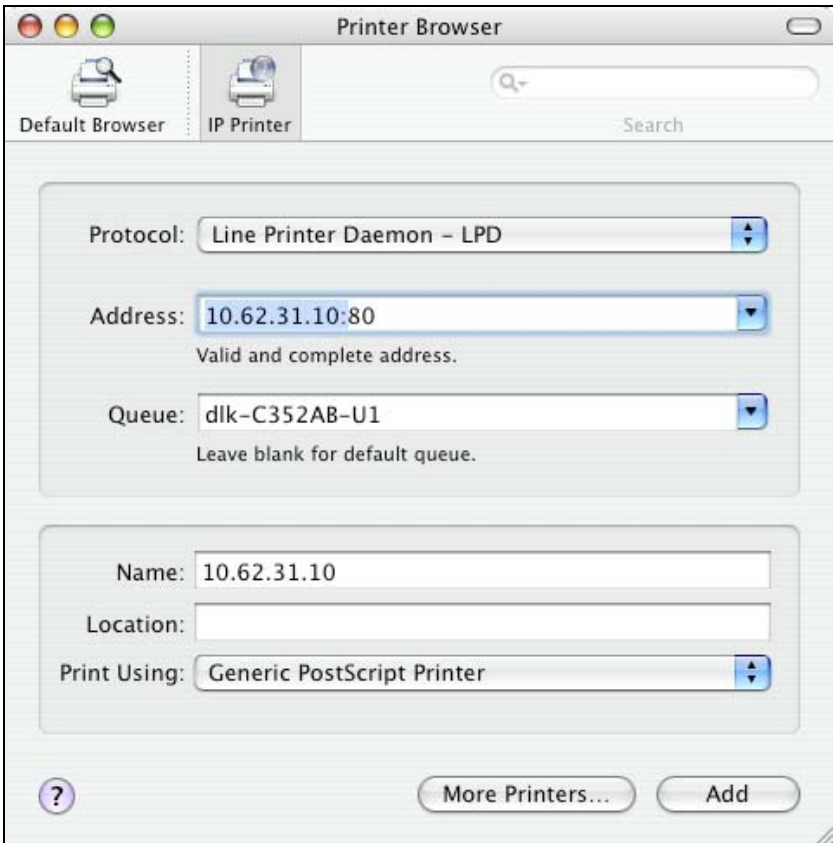 Printer Browser
Default Browser
IP Printer
Search
Protocol: Line Printer Daemon – LPD
Address: 10.62.31.10:80
Valid and complete address.
Queue: dlk-C352AB-U1
Leave blank for default queue.
Name: 10.62.31.10
Location:
Print Using: Generic PostScript Printer
?
More Printers...
Add